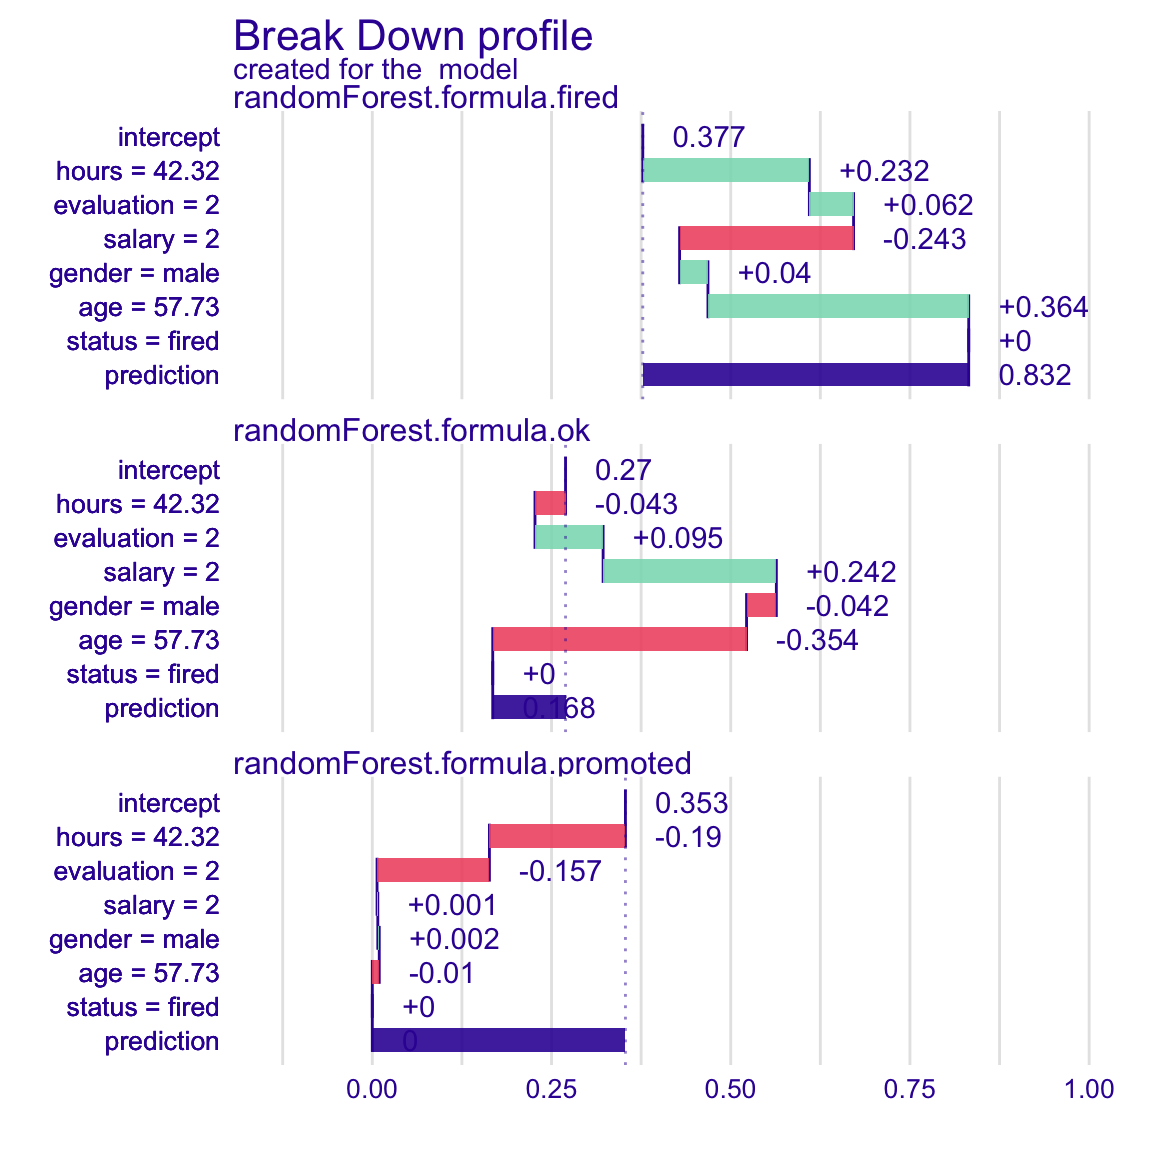 Break Down profile
created for the  model
randomForest.formula.fired
intercept 0.377
hours = 42.32 +0.232
evaluation = 2 +0.062
salary = 2 -0.243
gender = male +0.04
age = 57.73 +0.364
status = fired +0
prediction 0.832
randomForest.formula.ok
intercept 0.27
hours = 42.32 -0.043
evaluation = 2 +0.095
salary = 2 +0.242
gender = male -0.042
age = 57.73 -0.354
status = fired +0
prediction 0.168
randomForest.formula.promoted
intercept 0.353
hours = 42.32 -0.19
evaluation = 2 -0.157
salary = 2 +0.001
gender = male +0.002
age = 57.73 -0.01
status = fired +0
prediction 0
0.00 0.25 0.50 0.75 1.00